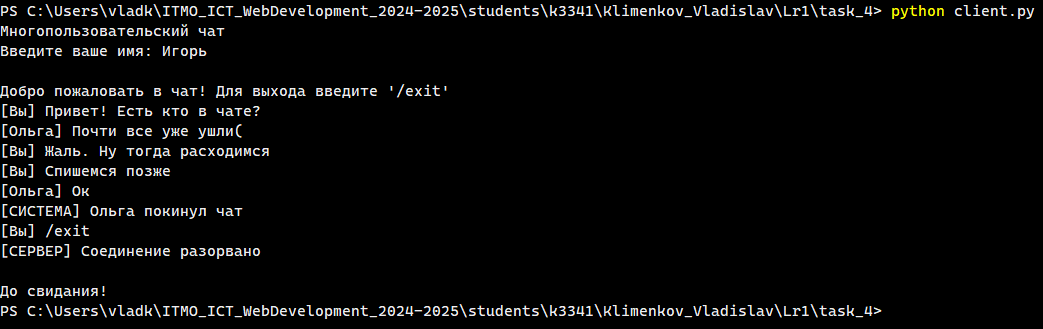 PS C:\Users\vladk\ITMO_ICT_WebDevelopment_2024-2025\students\k3341\Klimenkov_Vladislav\Lr1\task_4> python client.py
Многопользовательский чат
Введите ваше имя: Игорь
Добро пожаловать в чат! Для выхода введите '/exit'
[Вы] Привет! Есть кто в чате?
[Ольга] Почти все уже ушли(
[Вы] Жаль. Ну тогда расходимся
[Вы] Спишемся позже
[Ольга] Ок
[СИСТЕМА] Ольга покинул чат
[Вы] /exit
[СЕРВЕР] Соединение разорвано
До свидания!
PS C:\Users\vladk\ITMO_ICT_WebDevelopment_2024-2025\students\k3341\Klimenkov_Vladislav\Lr1\task_4>